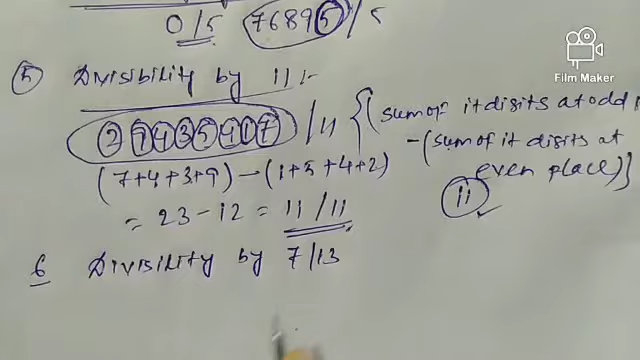 0/5 76895/5
Film Maker
(5) Divisibility by 11:-
29435417/11 {(sum of it digits at odd
(7+4+3+9)-(1+5+4+2) -(sum of it digits at
even place)}
= 23-12 = 11/11 (11)
6 Divisibility by 7/13